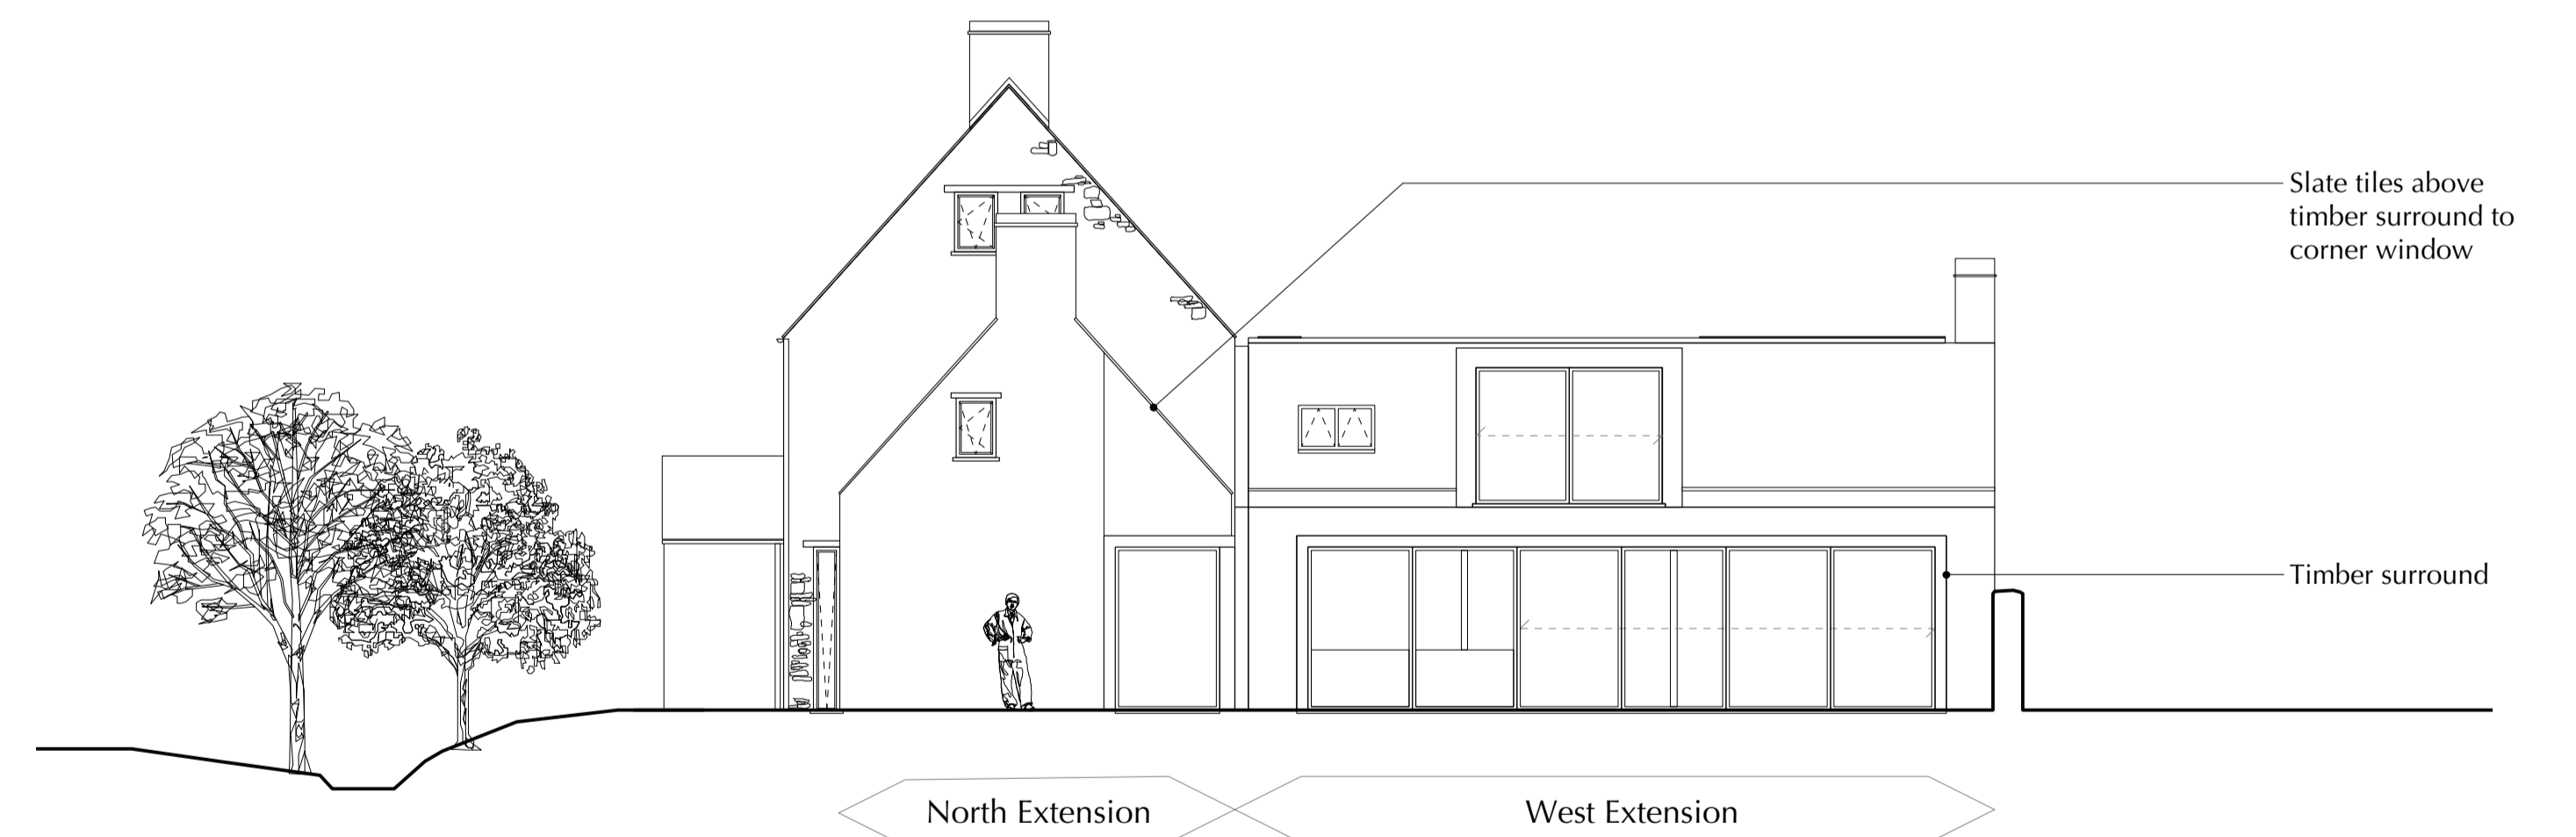 Slate tiles above
timber surround to
corner window
Timber surround
North Extension
West Extension